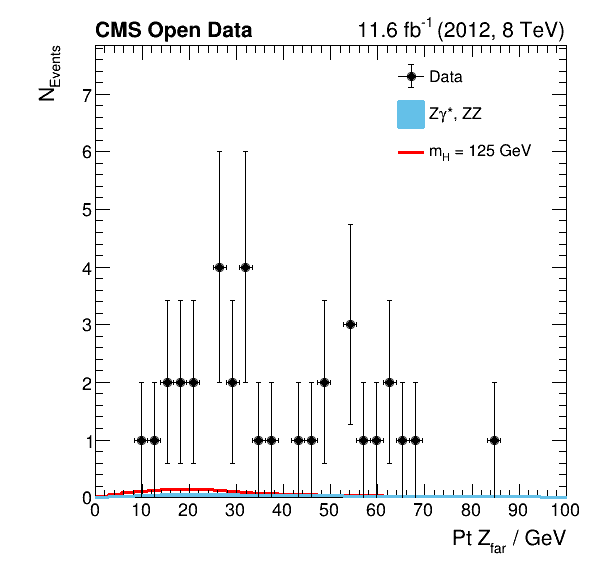 CMS Open Data
11.6 fb⁻¹ (2012, 8 TeV)
N_Events
Data
Zγ*, ZZ
m_H = 125 GeV
7
6
5
4
3
2
1
0
0 10 20 30 40 50 60 70 80 90 100
Pt Z_far / GeV